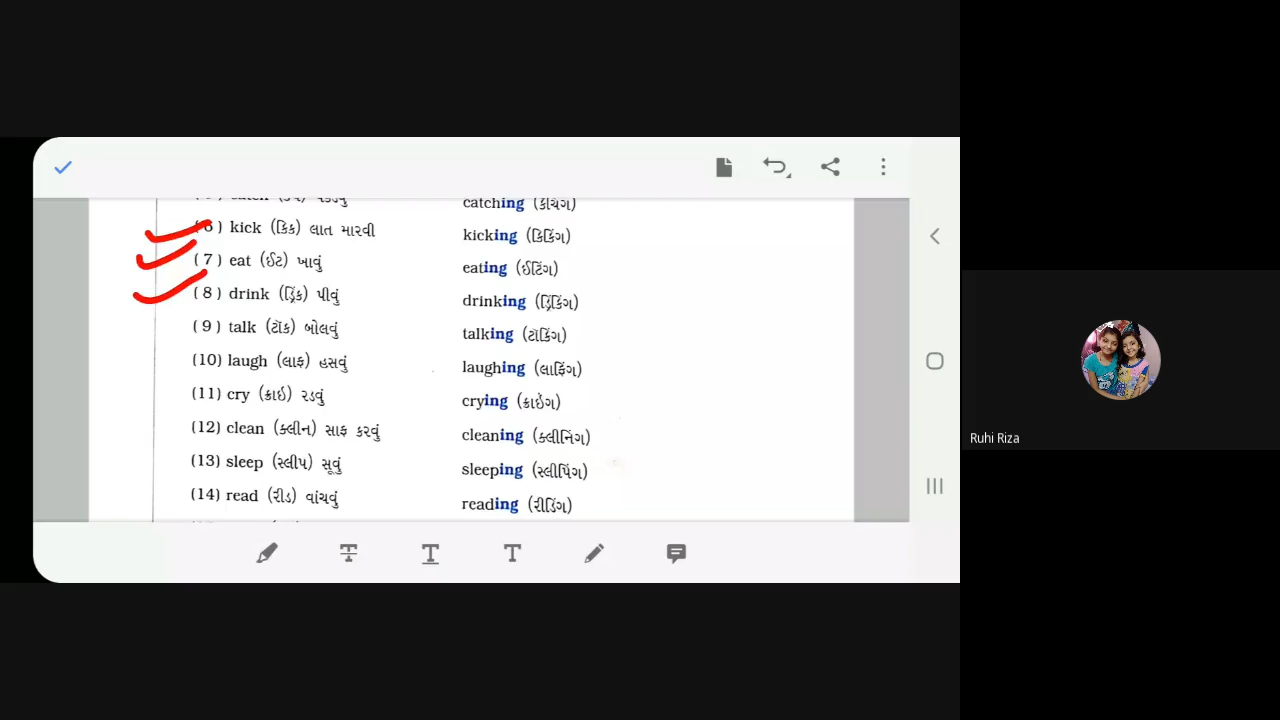 catching (કૅચિંગ)
(6) kick (કિક) લાત મારવી kicking (કિકિંગ)
(7) eat (ઈટ) ખાવું eating (ઈટિંગ)
(8) drink (ડ્રિંક) પીવું drinking (ડ્રિંકિંગ)
(9) talk (ટૉક) બોલવું talking (ટૉકિંગ)
(10) laugh (લાફ) હસવું laughing (લાફિંગ)
(11) cry (ક્રાઇ) રડવું crying (ક્રાઇંગ)
(12) clean (ક્લીન) સાફ કરવું cleaning (ક્લીનિંગ)
(13) sleep (સ્લીપ) સૂવું sleeping (સ્લીપિંગ)
(14) read (રીડ) વાંચવું reading (રીડિંગ)
Ruhi Riza